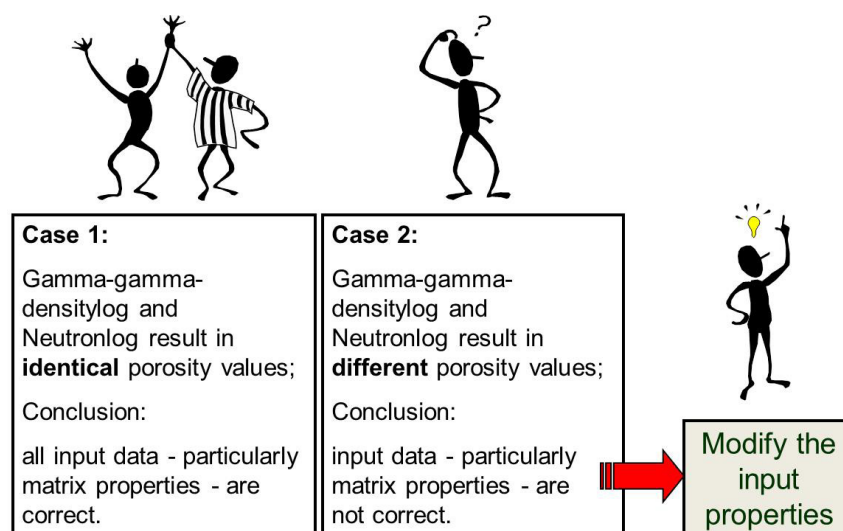 ?
Case 1:
Gamma-gamma-
densitylog and
Neutronlog result in
identical porosity values;
Conclusion:
all input data - particularly
matrix properties - are
correct.
Case 2:
Gamma-gamma-
densitylog and
Neutronlog result in
different porosity values;
Conclusion:
input data - particularly
matrix properties - are
not correct.
Modify the
input
properties